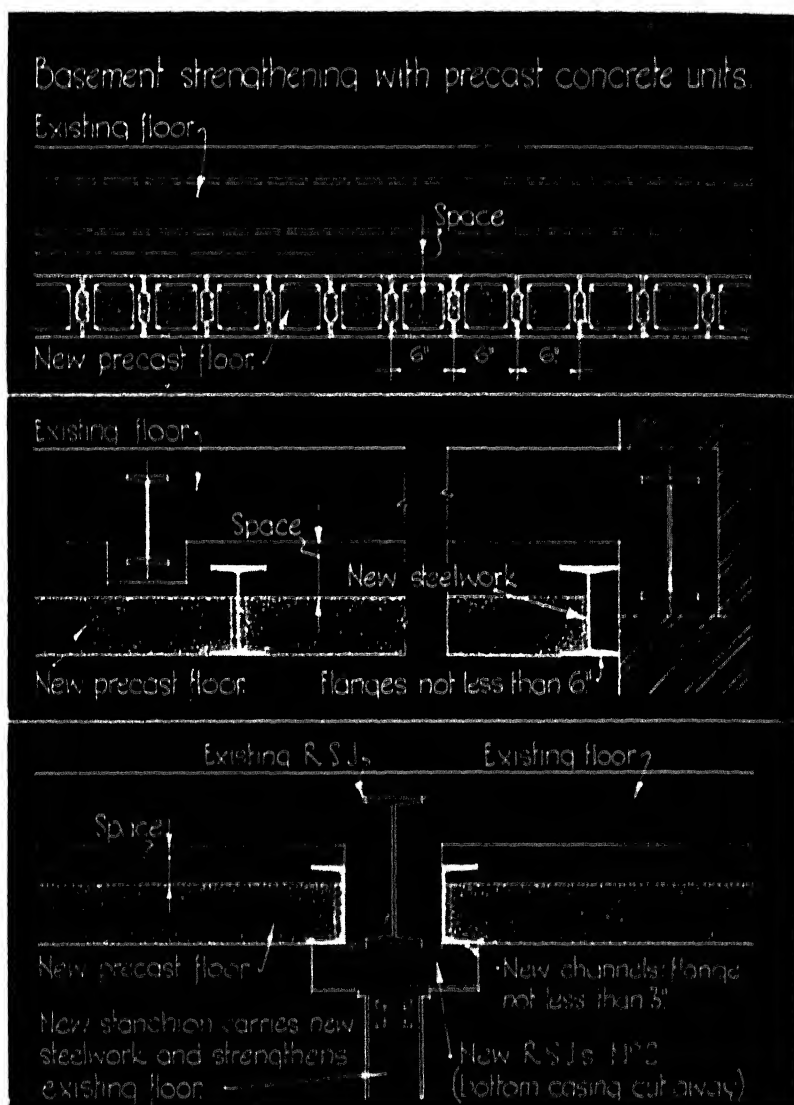 Basement strengthening with precast concrete units.
Existing floor
Space
New precast floor.
6" 6" 6"
Existing floor
Space
New steelwork
New precast floor.
Flanges not less than 6"
Existing R.S.J.
Existing floor
Space
New precast floor
New channels: flange
not less than 3".
New stanchion carries new
steelwork and strengthens
existing floor.
New R.S.J's
(bottom casing cut away)